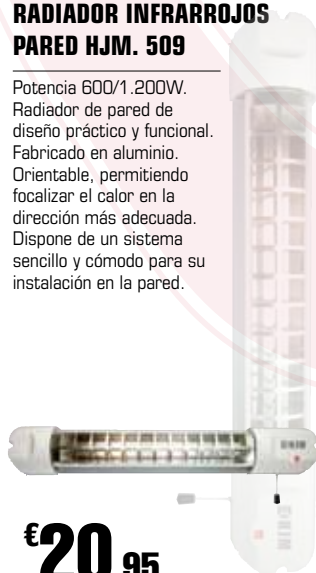 RADIADOR INFRARROJOS
PARED HJM. 509
Potencia 600/1.200W.
Radiador de pared de
diseño práctico y funcional.
Fabricado en aluminio.
Orientable, permitiendo
focalizar el calor en la
dirección más adecuada.
Dispone de un sistema
sencillo y cómodo para su
instalación en la pared.
€20,95